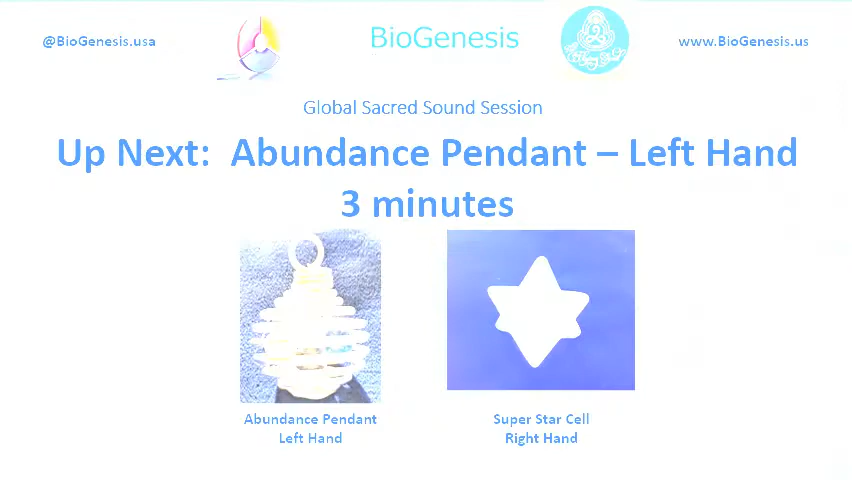 @BioGenesis.usa
BioGenesis
www.BioGenesis.us
Global Sacred Sound Session
Up Next: Abundance Pendant – Left Hand
3 minutes
Abundance Pendant
Left Hand
Super Star Cell
Right Hand